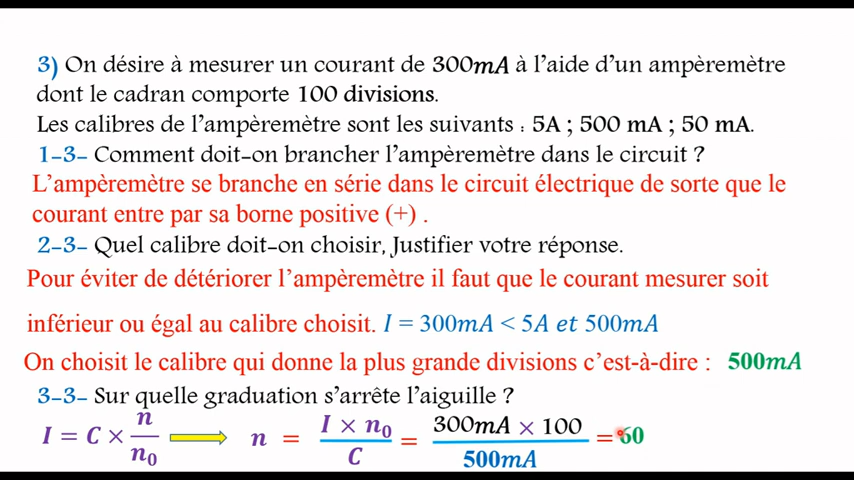 3) On désire à mesurer un courant de 300mA à l'aide d'un ampèremètre
dont le cadran comporte 100 divisions.
Les calibres de l'ampèremètre sont les suivants : 5A ; 500 mA ; 50 mA.
1-3- Comment doit-on brancher l'ampèremètre dans le circuit ?
L'ampèremètre se branche en série dans le circuit électrique de sorte que le
courant entre par sa borne positive (+) .
2-3- Quel calibre doit-on choisir, Justifier votre réponse.
Pour éviter de détériorer l'ampèremètre il faut que le courant mesurer soit
inférieur ou égal au calibre choisit. I = 300mA < 5A et 500mA
On choisit le calibre qui donne la plus grande divisions c'est-à-dire : 500mA
3-3- Sur quelle graduation s'arrête l'aiguille ?
I = C × n/n₀ n = I × n₀/C = 300mA × 100/500mA = 60